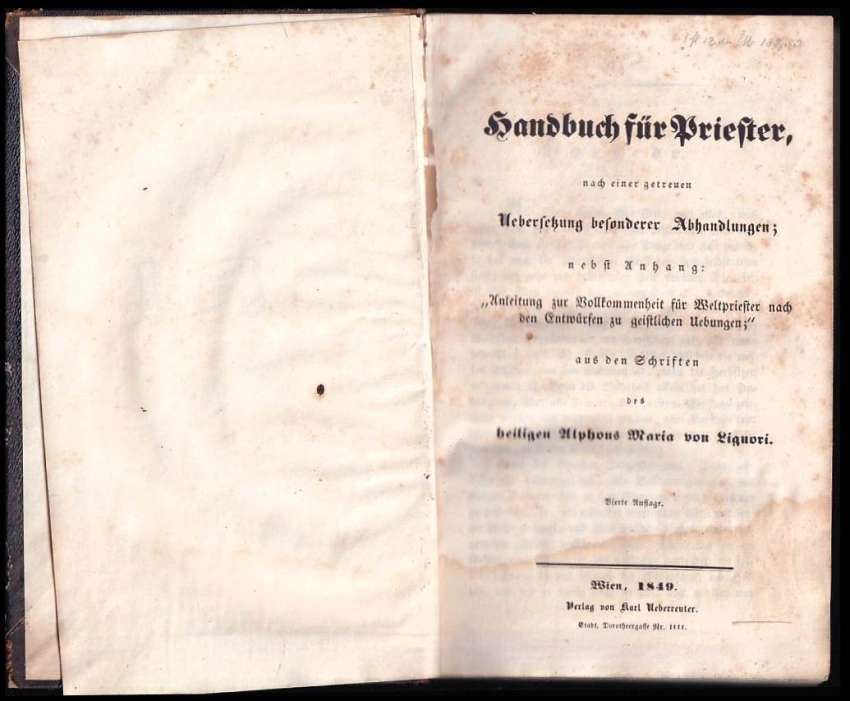 Handbuch für Priester,
nach einer getreuen
Uebersetzung besonderer Abhandlungen;
nebst Anhang:
„Anleitung zur Vollkommenheit für Weltpriester nach
den Entwürfen zu geistlichen Uebungen;“
aus den Schriften
des
heiligen Alphons Maria von Liguori.
Vierte Auflage.
Wien, 1849.
Verlag von Karl Ueberreuter.
Stadt, Dorotheergasse Nr. 1111.